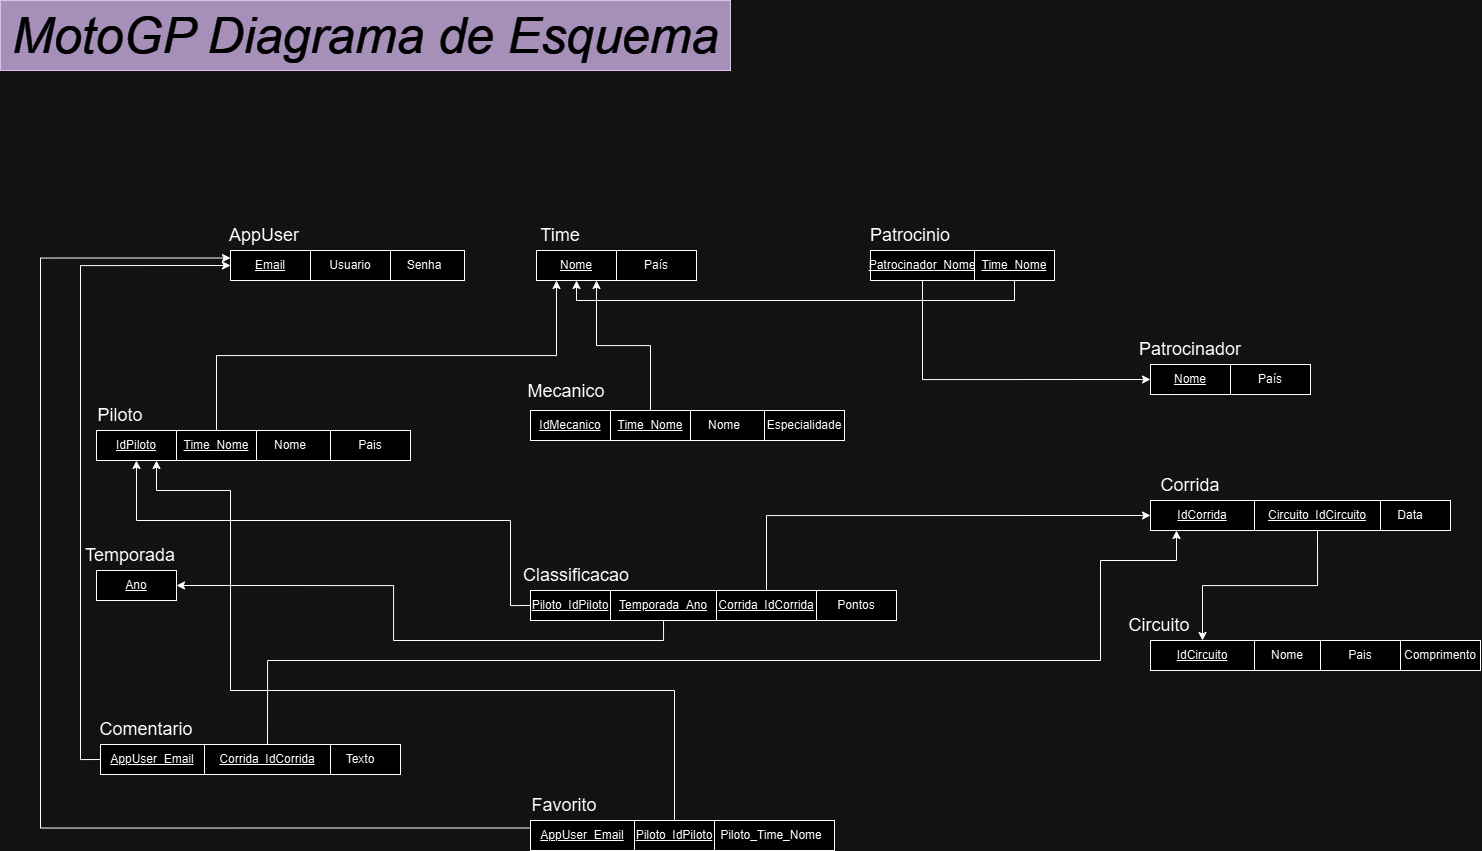 MotoGP Diagrama de Esquema
AppUser
Email Usuario Senha
Time
Nome País
Patrocinio
Patrocinador_Nome Time_Nome
Patrocinador
Nome País
Mecanico
IdMecanico Time_Nome Nome Especialidade
Piloto
IdPiloto Time_Nome Nome Pais
Corrida
IdCorrida Circuito_IdCircuito Data
Temporada
Ano
Classificacao
Piloto_IdPiloto Temporada_Ano Corrida_IdCorrida Pontos
Circuito
IdCircuito Nome Pais Comprimento
Comentario
AppUser_Email Corrida_IdCorrida Texto
Favorito
AppUser_Email Piloto_IdPiloto Piloto_Time_Nome